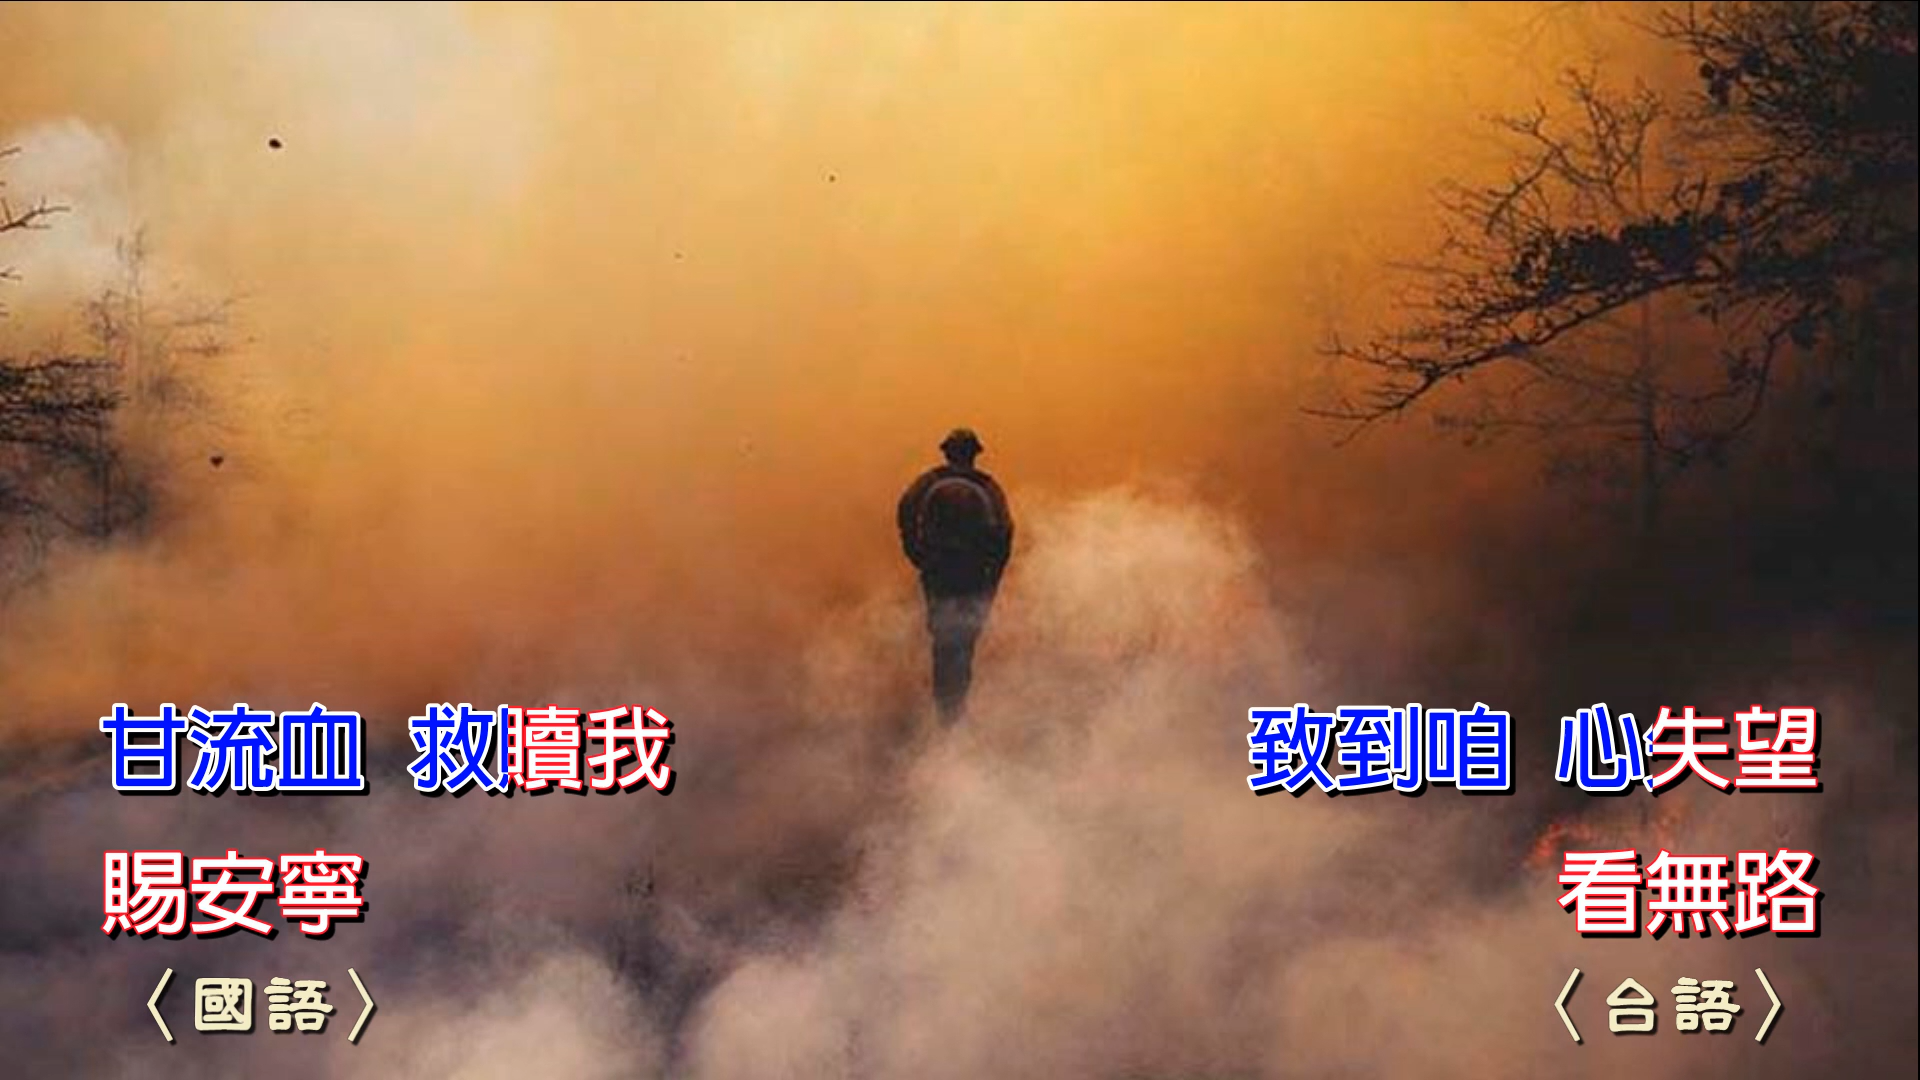 甘流血 救贖我
賜安寧
〈國語〉
致到咱 心失望
看無路
〈台語〉